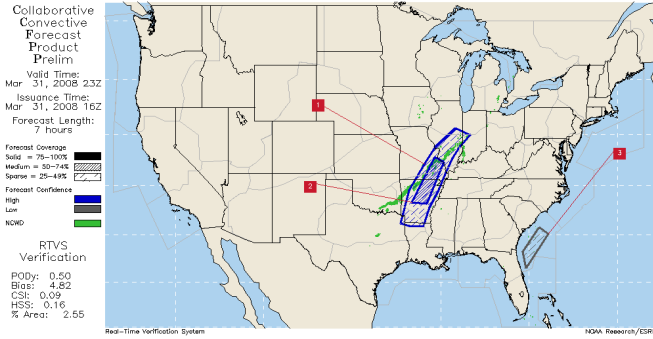 Collaborative
Convective
Forecast
Product
Prelim
Valid Time:
Mar 31, 2008 23Z
Issuance Time:
Mar 31, 2008 16Z
Forecast Length:
7 hours
Forecast Coverage
Solid = 75-100%
Medium = 50-74%
Sparse = 25-49%
Forecast Confidence
High
Low
NCWD
RTVS
Verification
PODy: 0.50
Bias: 4.82
CSI: 0.09
HSS: 0.16
% Area: 2.55
1
2
3
Real-Time Verification System
NOAA Research/ESRL